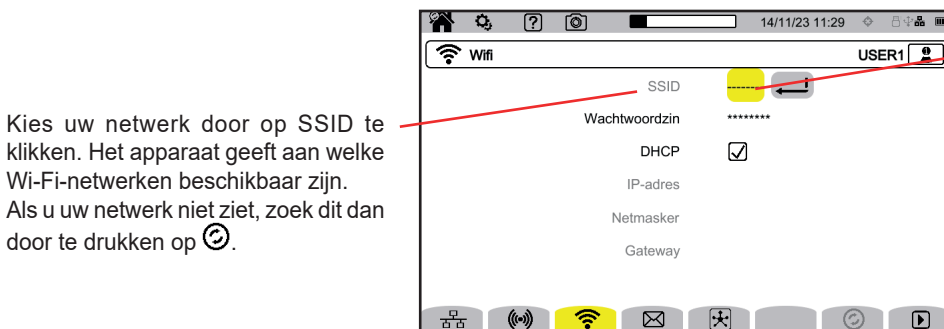 14/11/23 11:29
Wifi USER1
SSID -------
Wachtwoordzin ********
DHCP
IP-adres
Netmasker
Gateway
Kies uw netwerk door op SSID te
klikken. Het apparaat geeft aan welke
Wi-Fi-netwerken beschikbaar zijn.
Als u uw netwerk niet ziet, zoek dit dan
door te drukken op .